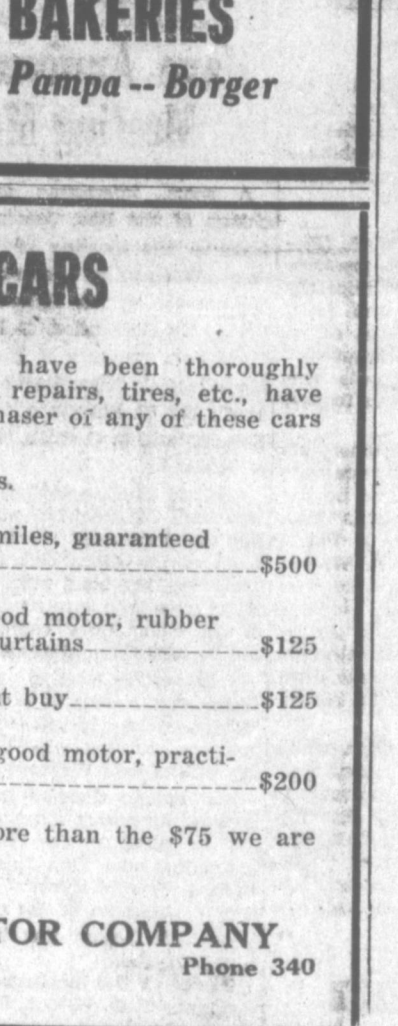 BAKERIES
Pampa -- Borger
CARS
have been thoroughly
repairs, tires, etc., have
haser of any of these cars
s.
miles, guaranteed
$500
od motor, rubber
urtains $125
t buy $125
good motor, practi-
$200
ore than the $75 we are
TOR COMPANY
Phone 340